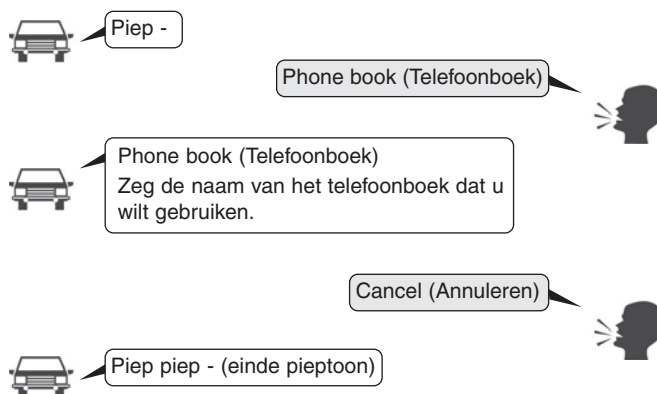 Piep -
Phone book (Telefoonboek)
Phone book (Telefoonboek)
Zeg de naam van het telefoonboek dat u
wilt gebruiken.
Cancel (Annuleren)
Piep piep - (einde pieptoon)